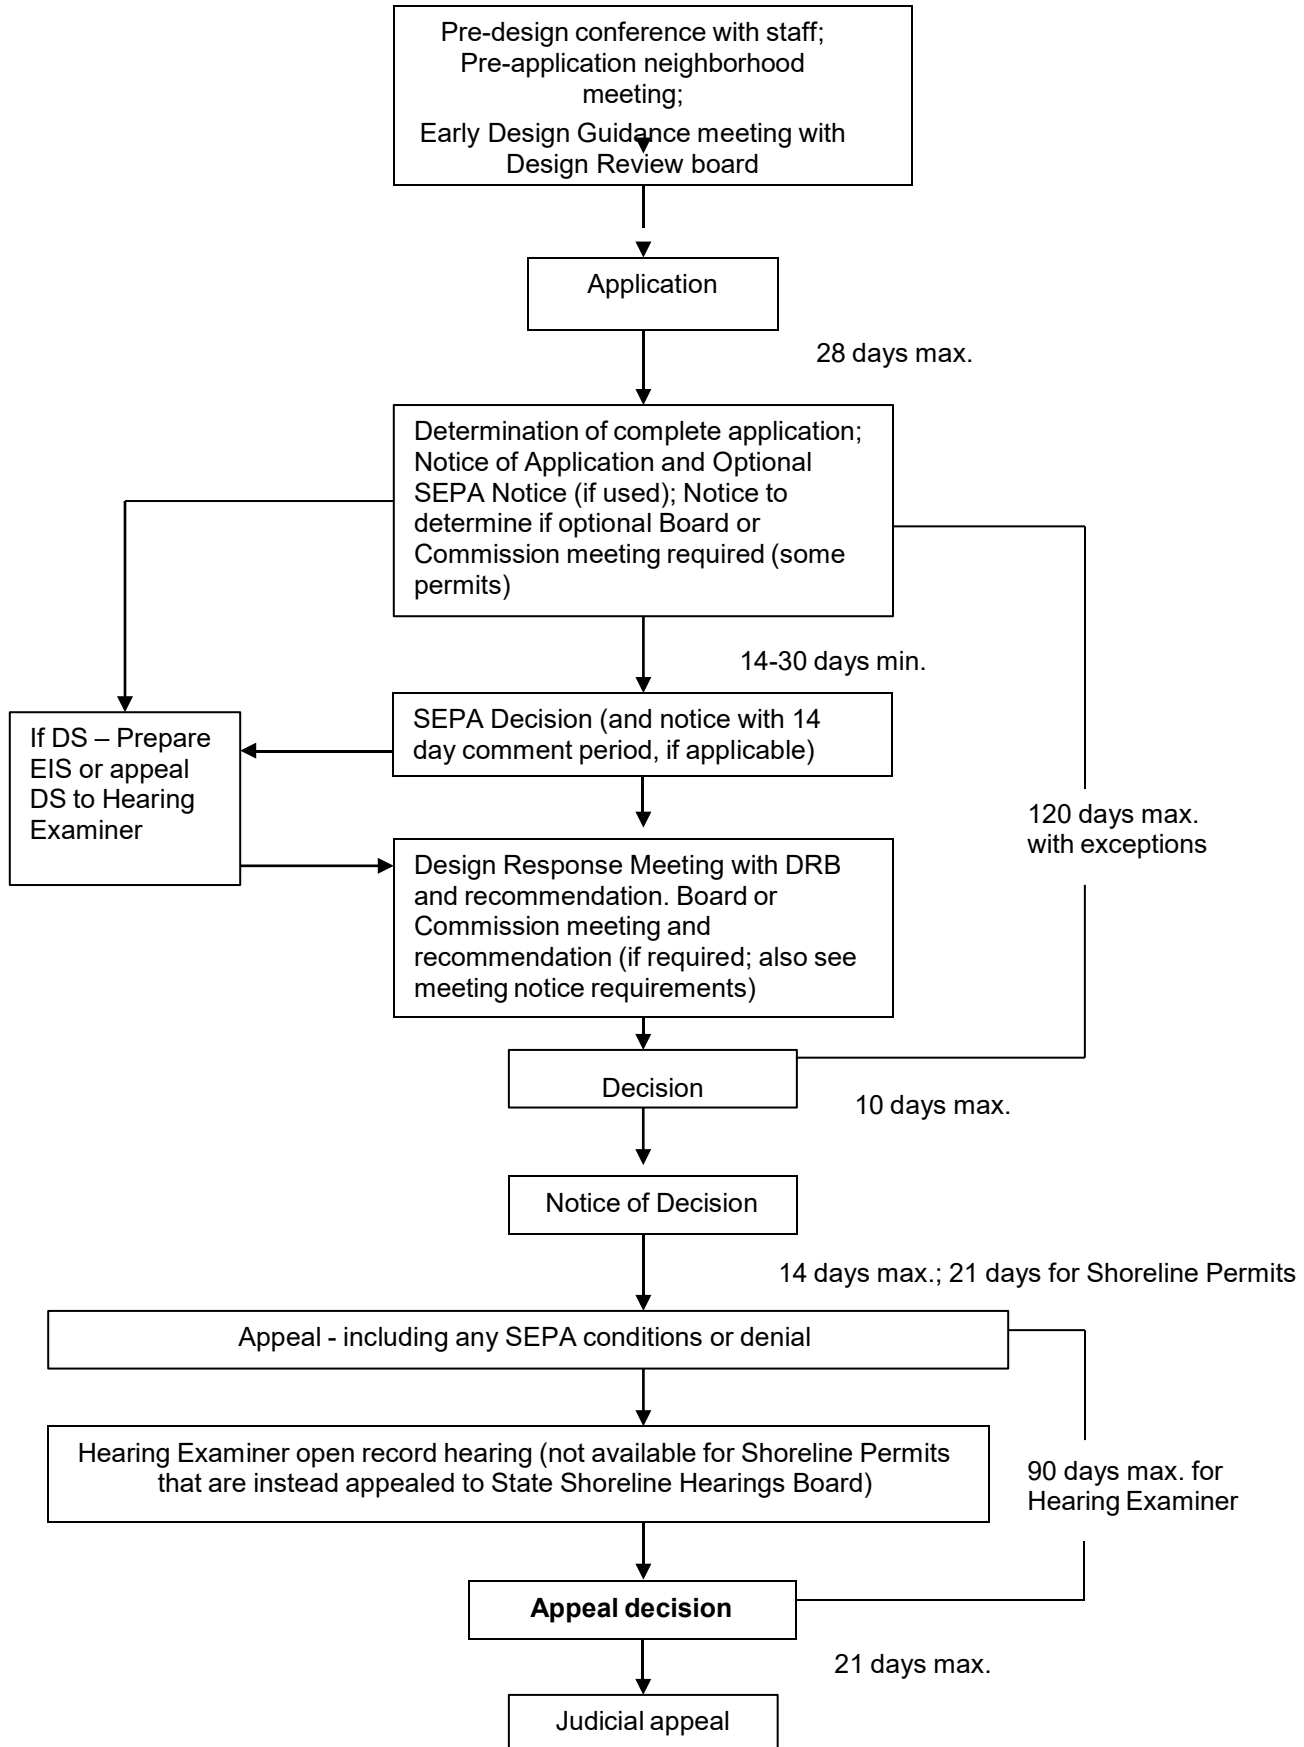 Pre-design conference with staff;
Pre-application neighborhood
meeting;
Early Design Guidance meeting with
Design Review board
Application
28 days max.
Determination of complete application;
Notice of Application and Optional
SEPA Notice (if used); Notice to
determine if optional Board or
Commission meeting required (some
permits)
14-30 days min.
SEPA Decision (and notice with 14
day comment period, if applicable)
If DS – Prepare
EIS or appeal
DS to Hearing
Examiner
120 days max.
with exceptions
Design Response Meeting with DRB
and recommendation. Board or
Commission meeting and
recommendation (if required; also see
meeting notice requirements)
Decision
10 days max.
Notice of Decision
14 days max.; 21 days for Shoreline Permits
Appeal - including any SEPA conditions or denial
Hearing Examiner open record hearing (not available for Shoreline Permits
that are instead appealed to State Shoreline Hearings Board)
90 days max. for
Hearing Examiner
Appeal decision
21 days max.
Judicial appeal